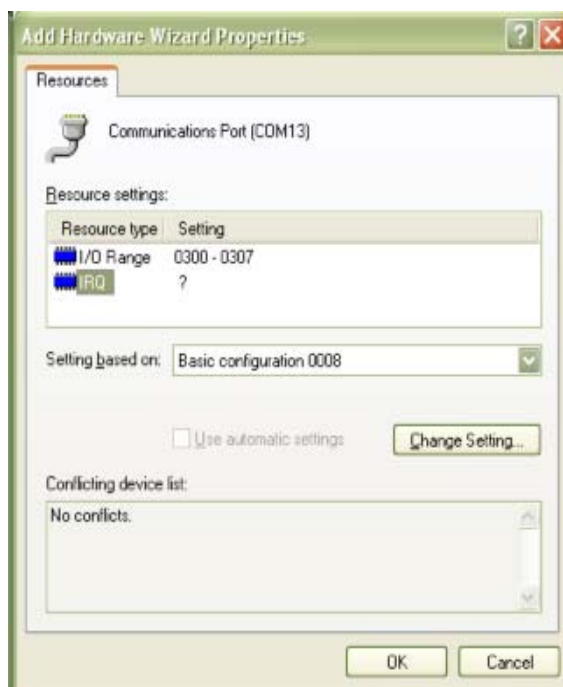 Add Hardware Wizard Properties
Resources
Communications Port (COM13)
Resource settings:
Resource type Setting
I/O Range 0300 - 0307
IRQ ?
Setting based on: Basic configuration 0008
Use automatic settings Change Setting...
Conflicting device list:
No conflicts.
OK Cancel